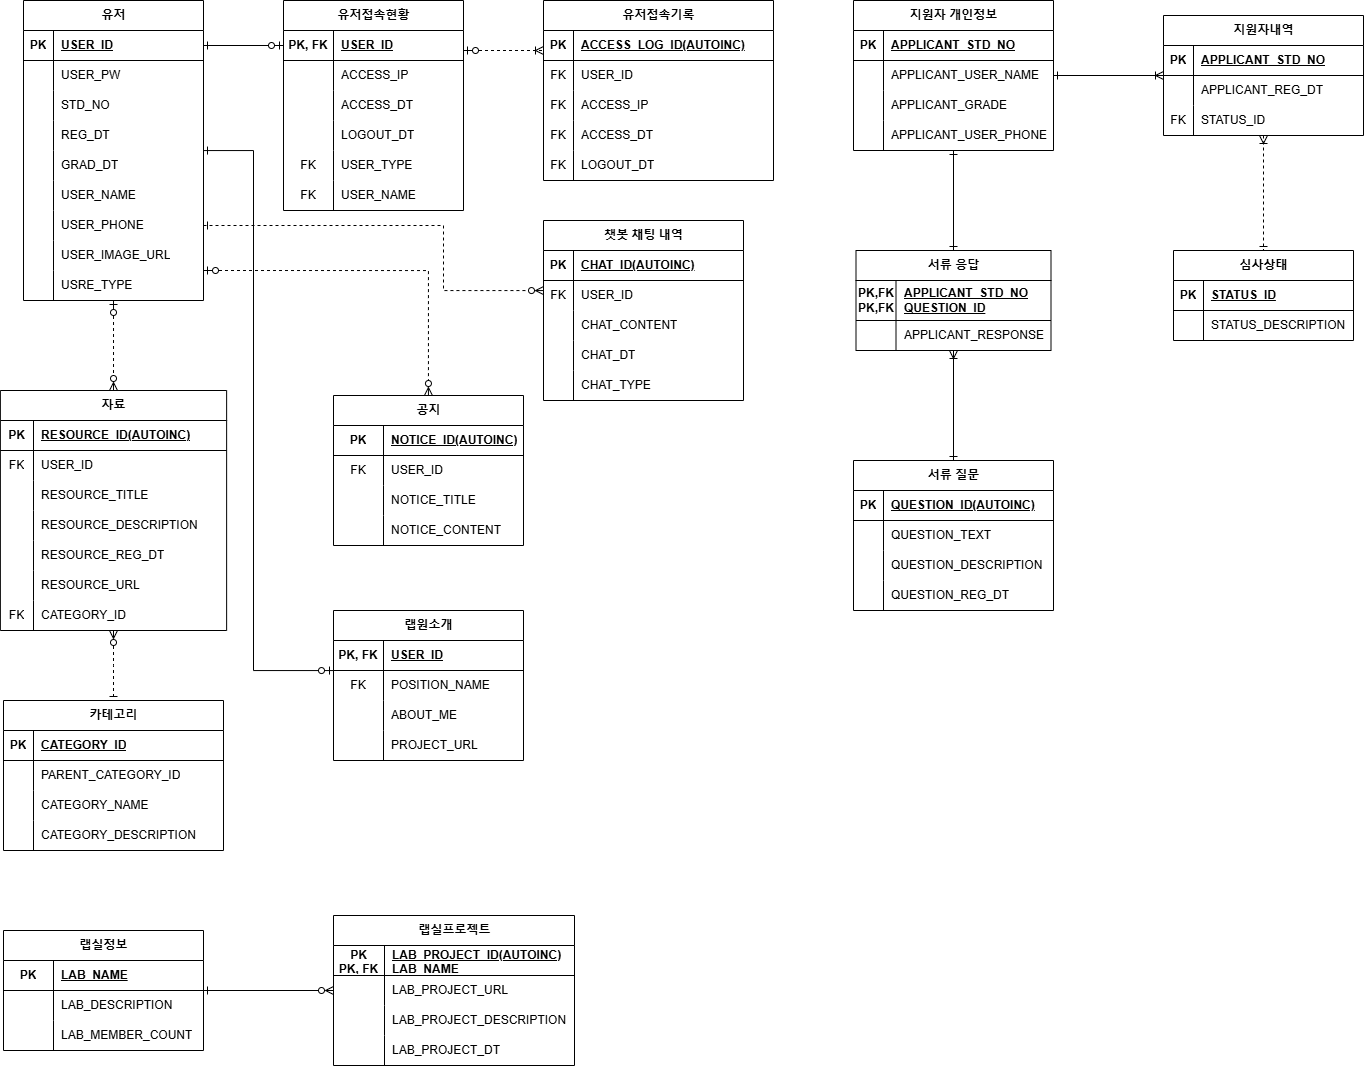 유저
PK USER_ID
USER_PW
STD_NO
REG_DT
GRAD_DT
USER_NAME
USER_PHONE
USER_IMAGE_URL
USRE_TYPE
유저접속현황
PK, FK USER_ID
ACCESS_IP
ACCESS_DT
LOGOUT_DT
FK USER_TYPE
FK USER_NAME
유저접속기록
PK ACCESS_LOG_ID(AUTOINC)
FK USER_ID
FK ACCESS_IP
FK ACCESS_DT
FK LOGOUT_DT
지원자 개인정보
PK APPLICANT_STD_NO
APPLICANT_USER_NAME
APPLICANT_GRADE
APPLICANT_USER_PHONE
지원자내역
PK APPLICANT_STD_NO
APPLICANT_REG_DT
FK STATUS_ID
챗봇 채팅 내역
PK CHAT_ID(AUTOINC)
FK USER_ID
CHAT_CONTENT
CHAT_DT
CHAT_TYPE
서류 응답
PK,FK APPLICANT_STD_NO
PK,FK QUESTION_ID
APPLICANT_RESPONSE
심사상태
PK STATUS_ID
STATUS_DESCRIPTION
자료
PK RESOURCE_ID(AUTOINC)
FK USER_ID
RESOURCE_TITLE
RESOURCE_DESCRIPTION
RESOURCE_REG_DT
RESOURCE_URL
FK CATEGORY_ID
공지
PK NOTICE_ID(AUTOINC)
FK USER_ID
NOTICE_TITLE
NOTICE_CONTENT
서류 질문
PK QUESTION_ID(AUTOINC)
QUESTION_TEXT
QUESTION_DESCRIPTION
QUESTION_REG_DT
랩원소개
PK, FK USER_ID
FK POSITION_NAME
ABOUT_ME
PROJECT_URL
카테고리
PK CATEGORY_ID
PARENT_CATEGORY_ID
CATEGORY_NAME
CATEGORY_DESCRIPTION
랩실정보
PK LAB_NAME
LAB_DESCRIPTION
LAB_MEMBER_COUNT
랩실프로젝트
PK LAB_PROJECT_ID(AUTOINC)
PK, FK LAB_NAME
LAB_PROJECT_URL
LAB_PROJECT_DESCRIPTION
LAB_PROJECT_DT